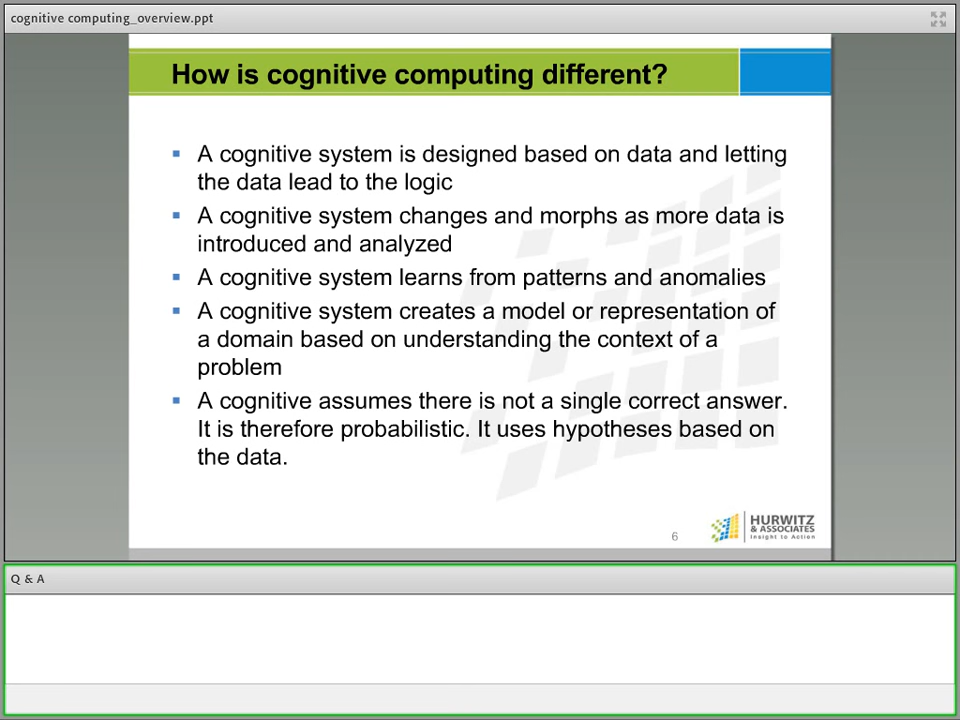 cognitive computing_overview.ppt
How is cognitive computing different?
▪ A cognitive system is designed based on data and letting
the data lead to the logic
▪ A cognitive system changes and morphs as more data is
introduced and analyzed
▪ A cognitive system learns from patterns and anomalies
▪ A cognitive system creates a model or representation of
a domain based on understanding the context of a
problem
▪ A cognitive assumes there is not a single correct answer.
It is therefore probabilistic. It uses hypotheses based on
the data.
6
HURWITZ
& ASSOCIATES
Insight to Action
Q & A